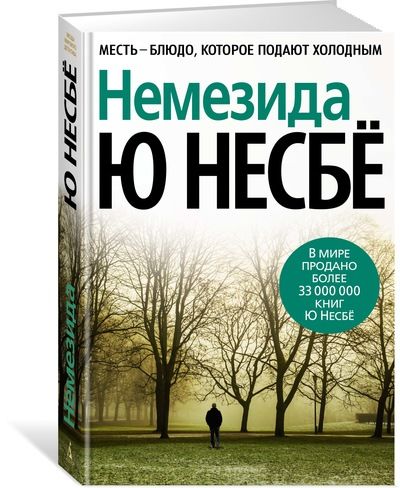 МЕСТЬ – БЛЮДО, КОТОРОЕ ПОДАЮТ ХОЛОДНЫМ
Немезида
Ю НЕСБЁ
В МИРЕ
ПРОДАНО
БОЛЕЕ
33 000 000
КНИГ
Ю НЕСБЁ
Ю НЕСБЁ
Немезида